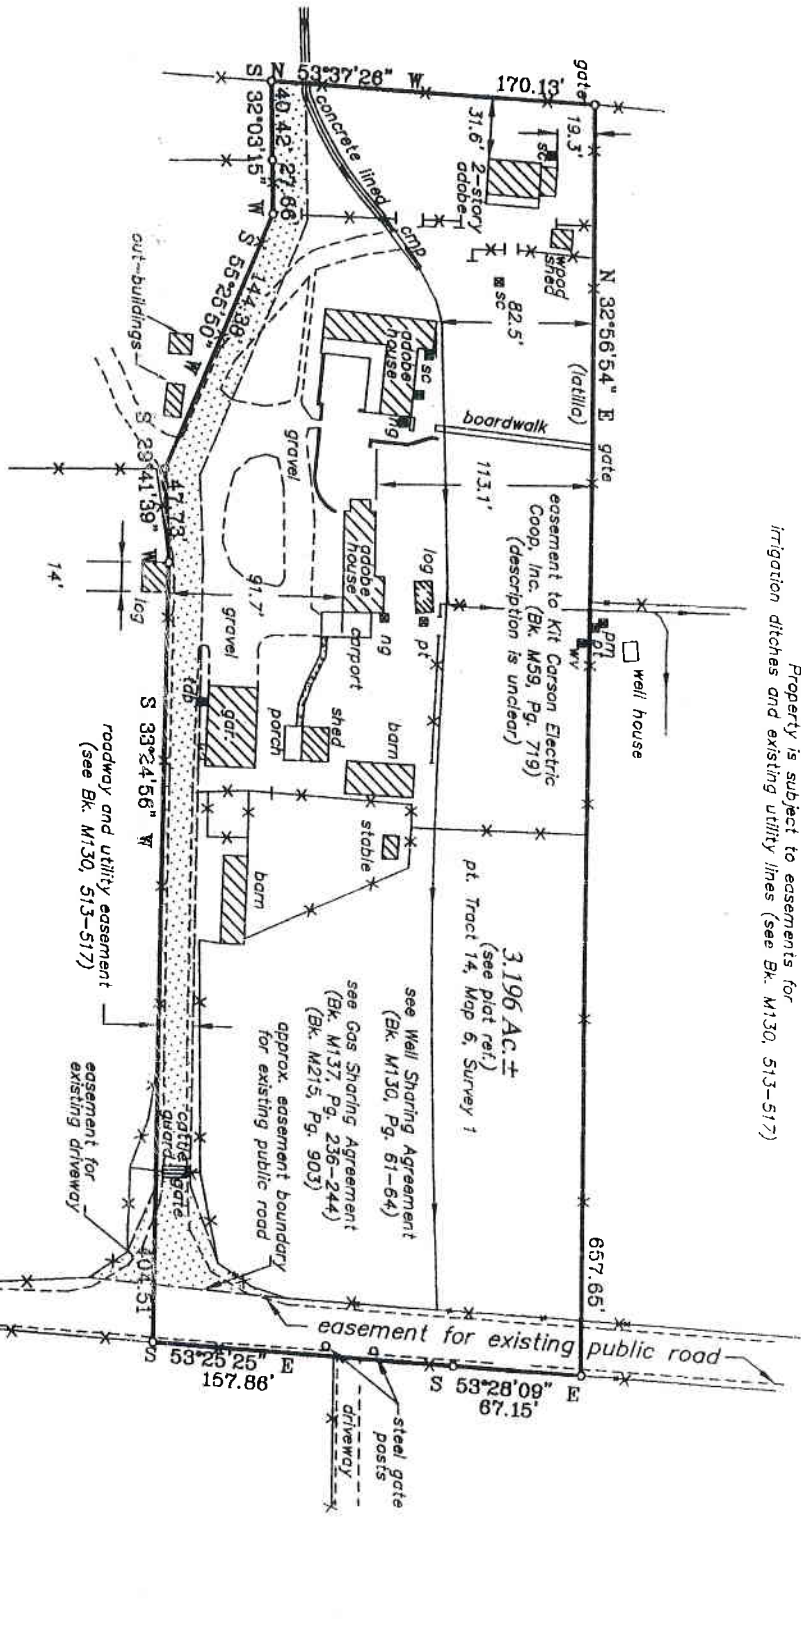 Property is subject to easements for
irrigation ditches and existing utility lines (see Bk. M130, 513-517)
gate
19.3'
170.13'
N 53°37'26" W
sc
31.6'
2-story
adobe
wood
shed
N 32°56'54" E
(latilla)
gate
657.65'
concrete lined
cmp
sc
82.5'
40.42'
27.66
S 32°03'15" W
S 55°25'50" W
144.38'
out-buildings
adobe
house
sc
ng
boardwalk
113.1'
gravel
47.73'
S 29°41'39" W
14'
log
91.7'
adobe
house
log
pt
ng
carport
easement to Kit Carson Electric
Coop, Inc. (Bk. M59, Pg. 719)
(description is unclear)
pm
pt
wv
well house
gravel
tdp
gar.
porch
shed
barn
stable
barn
S 33°24'56" W
404.51
roadway and utility easement
(see Bk. M130, 513-517)
3.196 Ac.±
(see plat ref.)
pt. Tract 14, Map 6, Survey 1
see Well Sharing Agreement
(Bk. M130, Pg. 61-64)
see Gas Sharing Agreement
(Bk. M137, Pg. 236-244)
(Bk. M215, Pg. 903)
approx. easement boundary
for existing public road
cattle
guard
gate
easement for
existing driveway
easement for existing public road
S 53°25'25" E
157.86'
S 53°28'09" E
67.15'
steel gate
posts
driveway